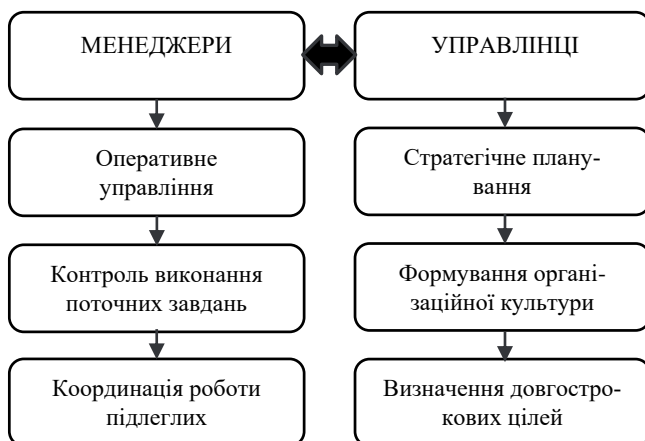 МЕНЕДЖЕРИ
УПРАВЛІНЦІ
Оперативне
управління
Стратегічне плану-
вання
Контроль виконання
поточних завдань
Формування органі-
заційної культури
Координація роботи
підлеглих
Визначення довгостро-
кових цілей